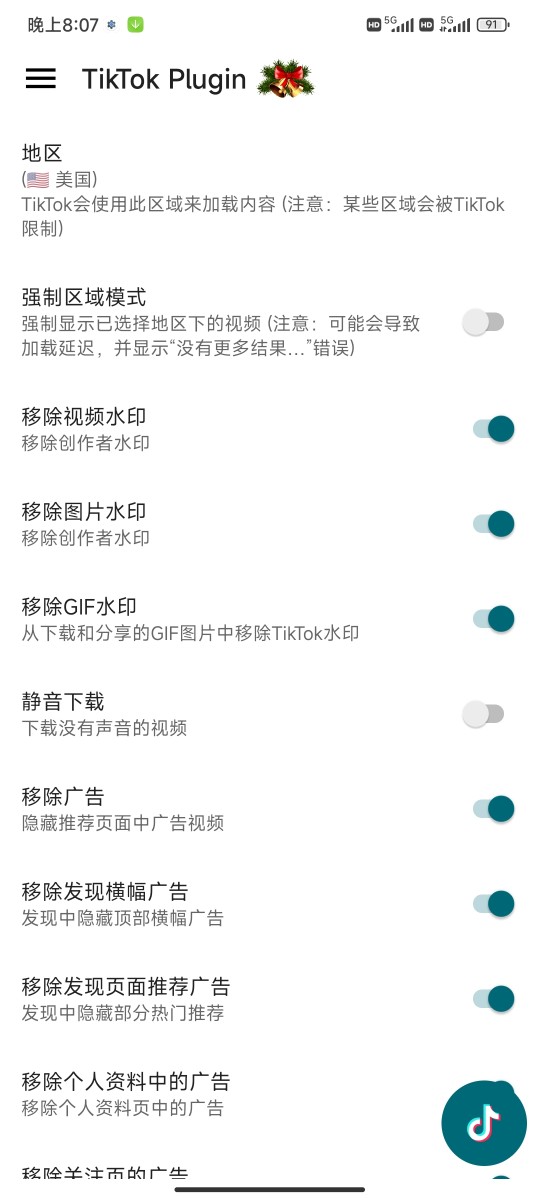 晚上8:07
HD 5G HD 5G 91
TikTok Plugin
地区
(🇺🇸 美国)
TikTok会使用此区域来加载内容 (注意：某些区域会被TikTok
限制)
强制区域模式
强制显示已选择地区下的视频 (注意：可能会导致
加载延迟，并显示“没有更多结果...”错误)
移除视频水印
移除创作者水印
移除图片水印
移除创作者水印
移除GIF水印
从下载和分享的GIF图片中移除TikTok水印
静音下载
下载没有声音的视频
移除广告
隐藏推荐页面中广告视频
移除发现横幅广告
发现中隐藏顶部横幅广告
移除发现页面推荐广告
发现中隐藏部分热门推荐
移除个人资料中的广告
移除个人资料页中的广告
移除关注页的广告